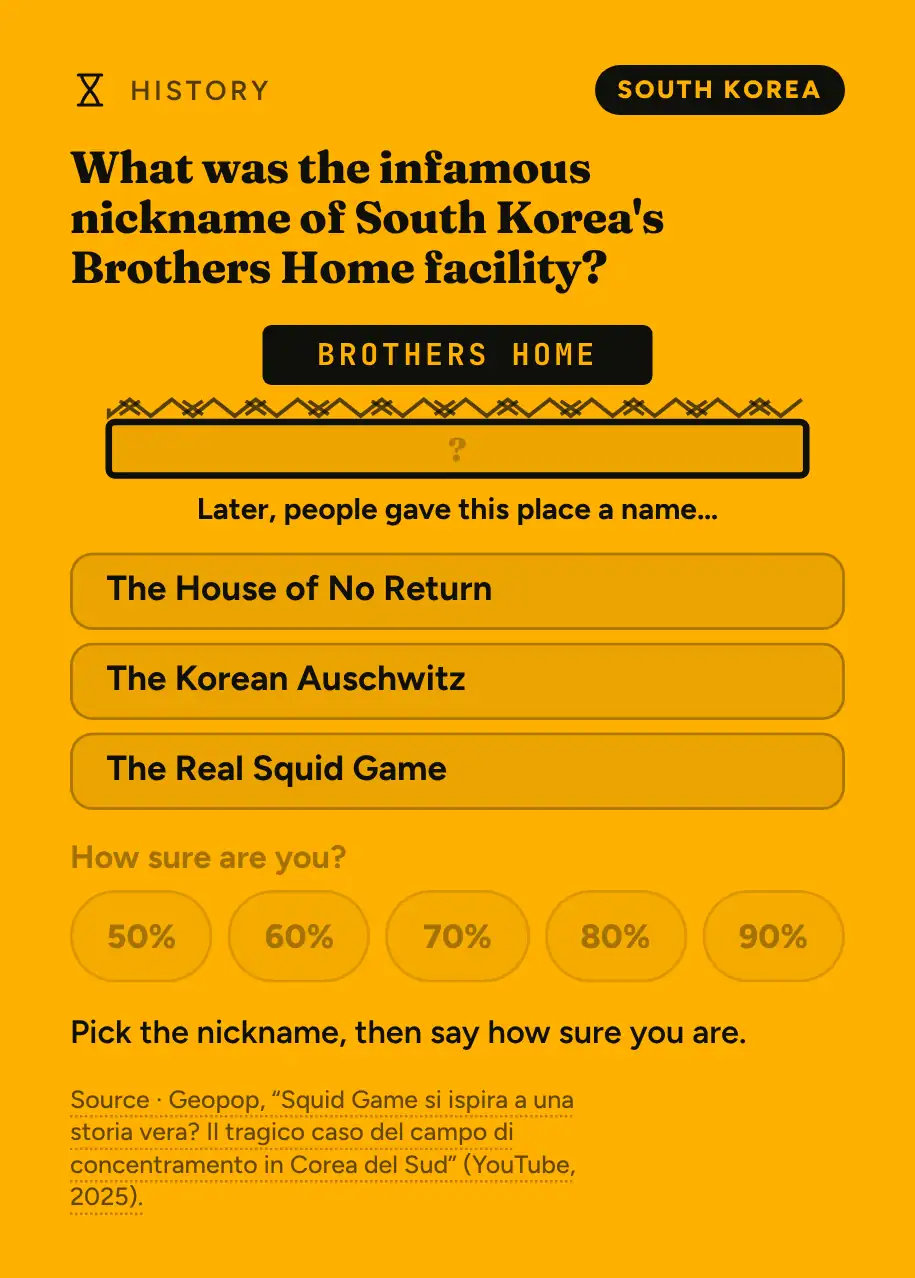 HISTORY
SOUTH KOREA
What was the infamous
nickname of South Korea's
Brothers Home facility?
BROTHERS HOME
?
Later, people gave this place a name...
The House of No Return
The Korean Auschwitz
The Real Squid Game
How sure are you?
50% 60% 70% 80% 90%
Pick the nickname, then say how sure you are.
Source · Geopop, “Squid Game si ispira a una
storia vera? Il tragico caso del campo di
concentramento in Corea del Sud” (YouTube,
2025).